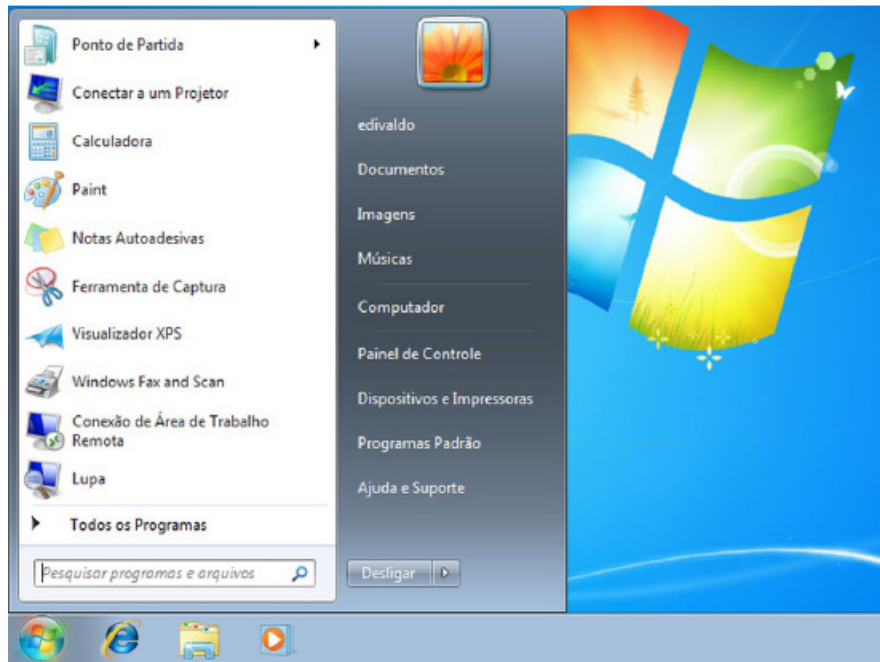 Ponto de Partida
Conectar a um Projetor
Calculadora
Paint
Notas Autoadesivas
Ferramenta de Captura
Visualizador XPS
Windows Fax and Scan
Conexão de Área de Trabalho
Remota
Lupa
Todos os Programas
Pesquisar programas e arquivos
edivaldo
Documentos
Imagens
Músicas
Computador
Painel de Controle
Dispositivos e Impressoras
Programas Padrão
Ajuda e Suporte
Desligar